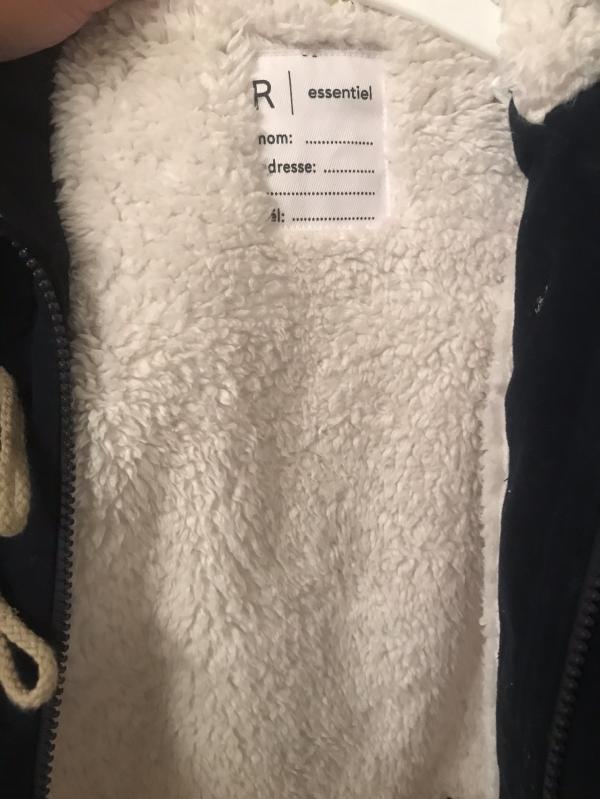 R | essentiel
nom: ..................
dresse: .............
...........................
él: .....................